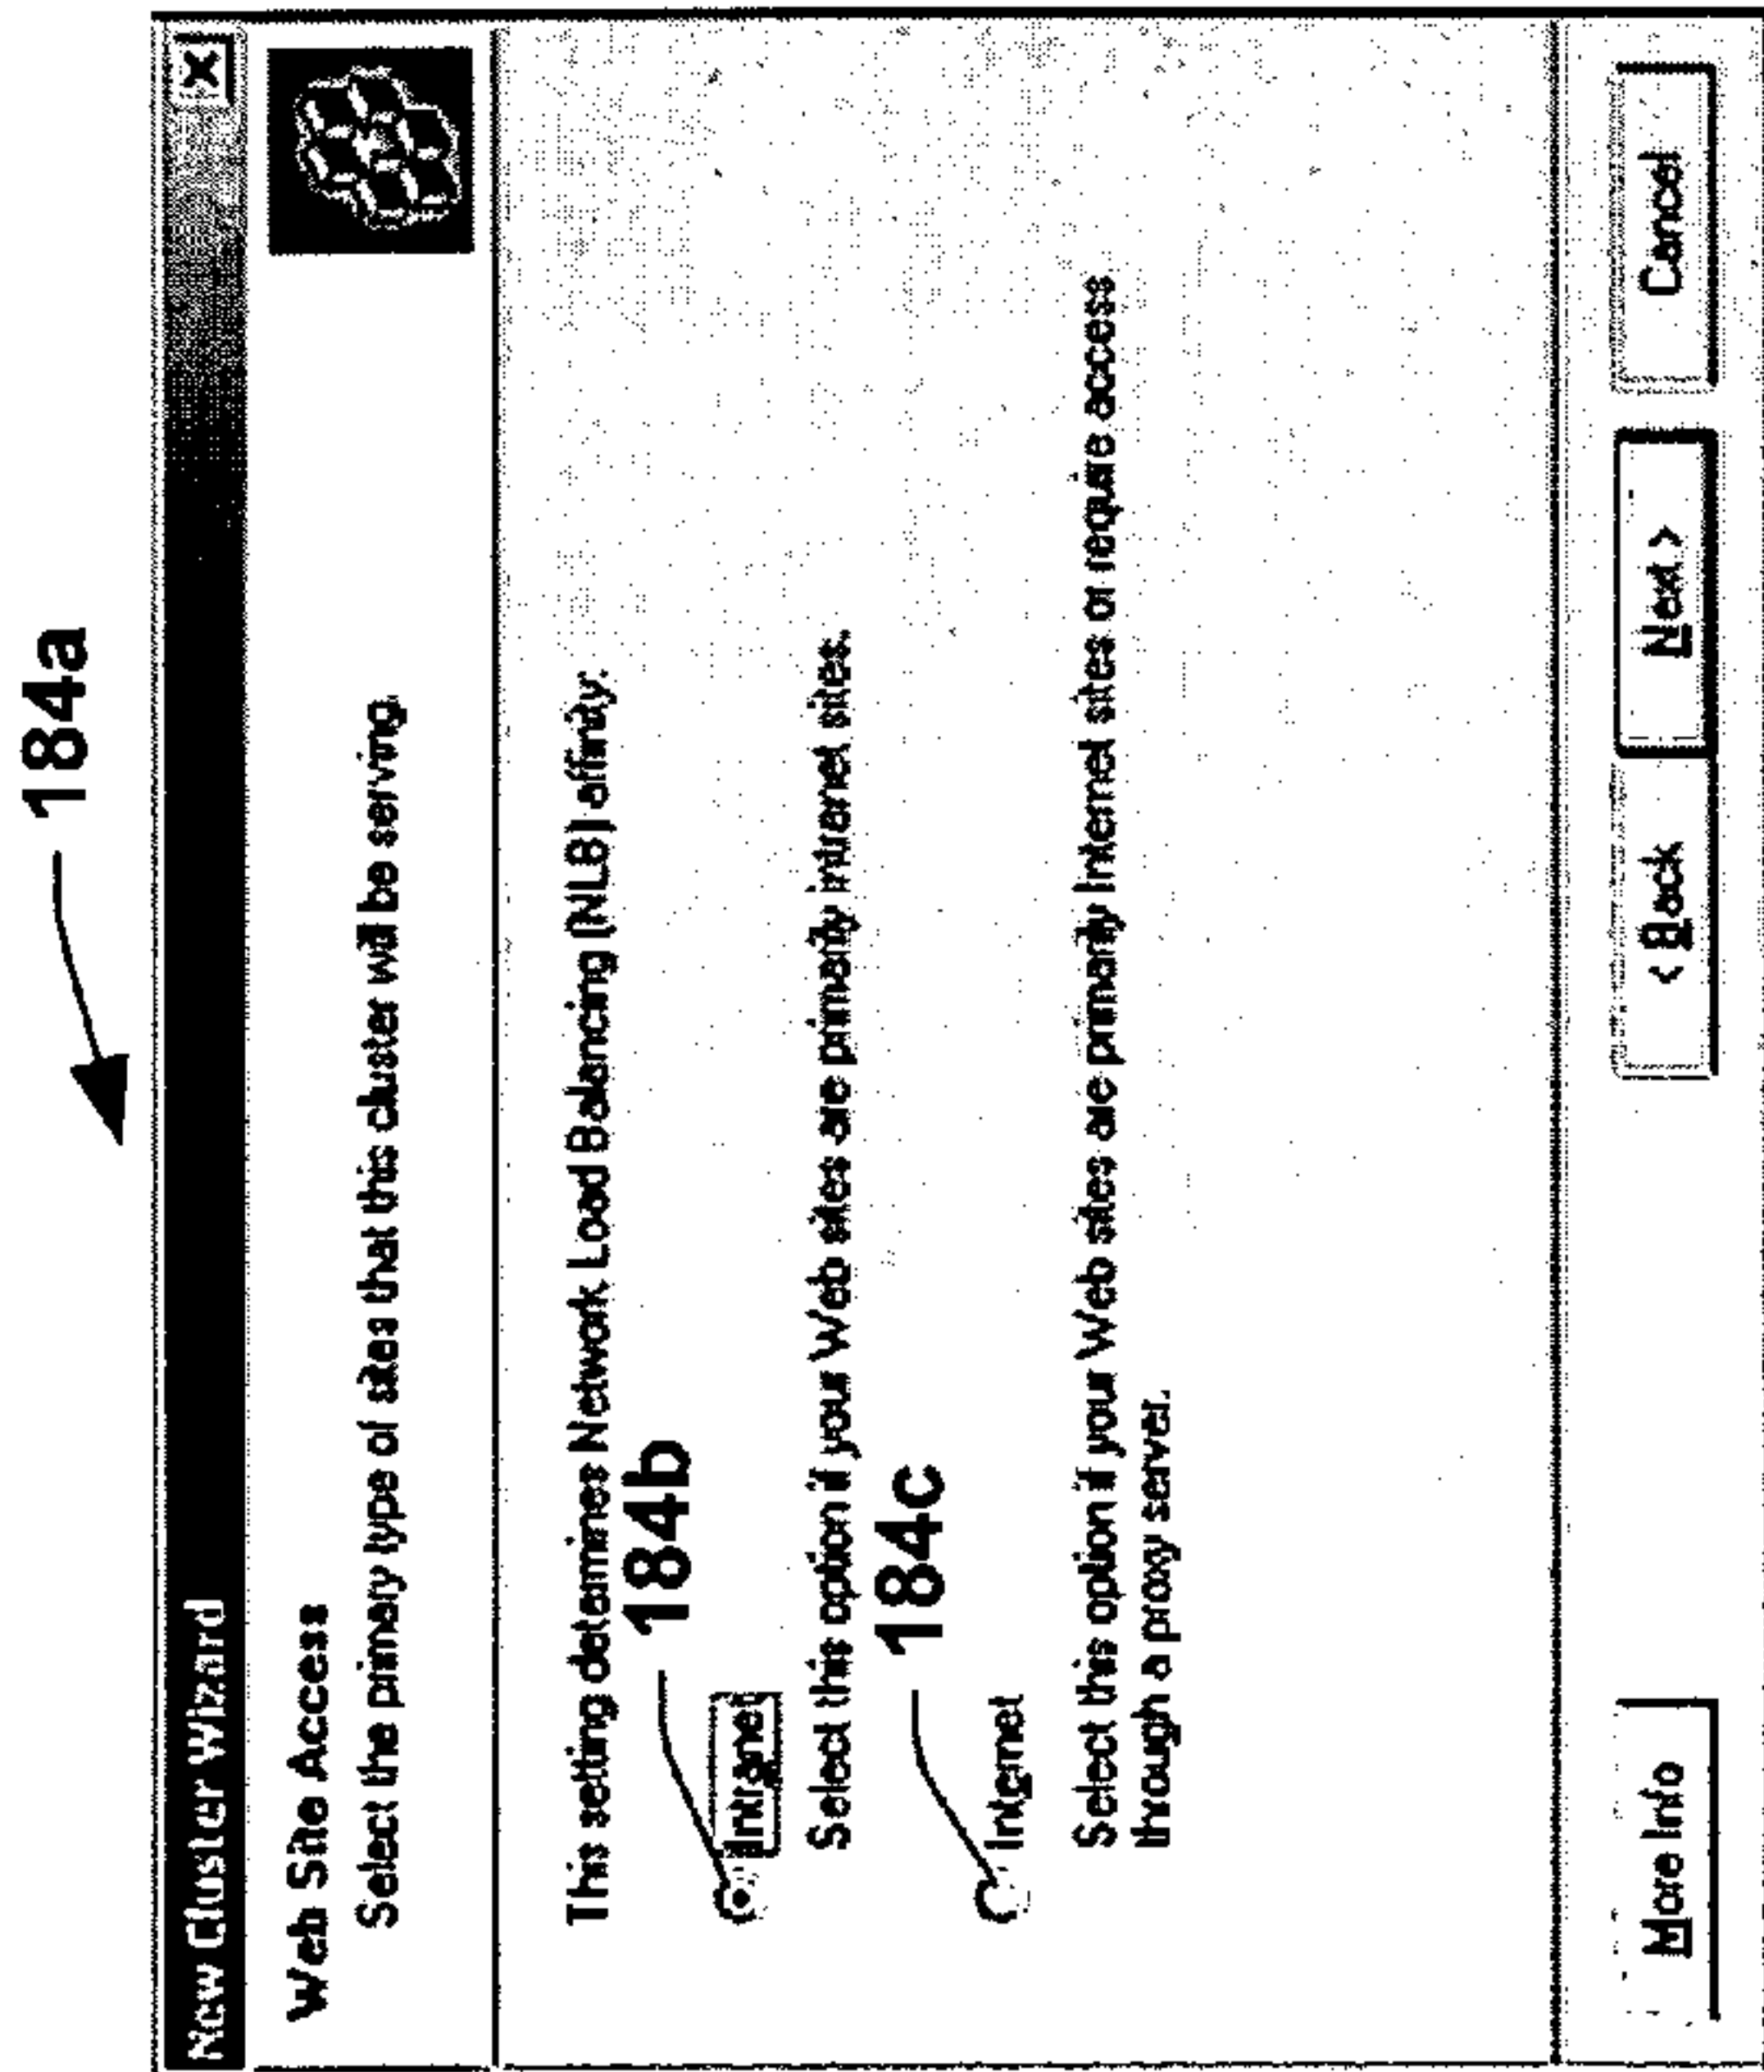 184a
New Cluster Wizard
Web Site Access
Select the primary type of sites that this cluster will be serving.
This setting determines Network Load Balancing (NLB) affinity.
184b
Intranet
Select this option if your Web sites are primarily intranet sites.
184c
Internet
Select this option if your Web sites are primarily Internet sites or require access
through a proxy server.
More Info
< Back
Next >
Cancel